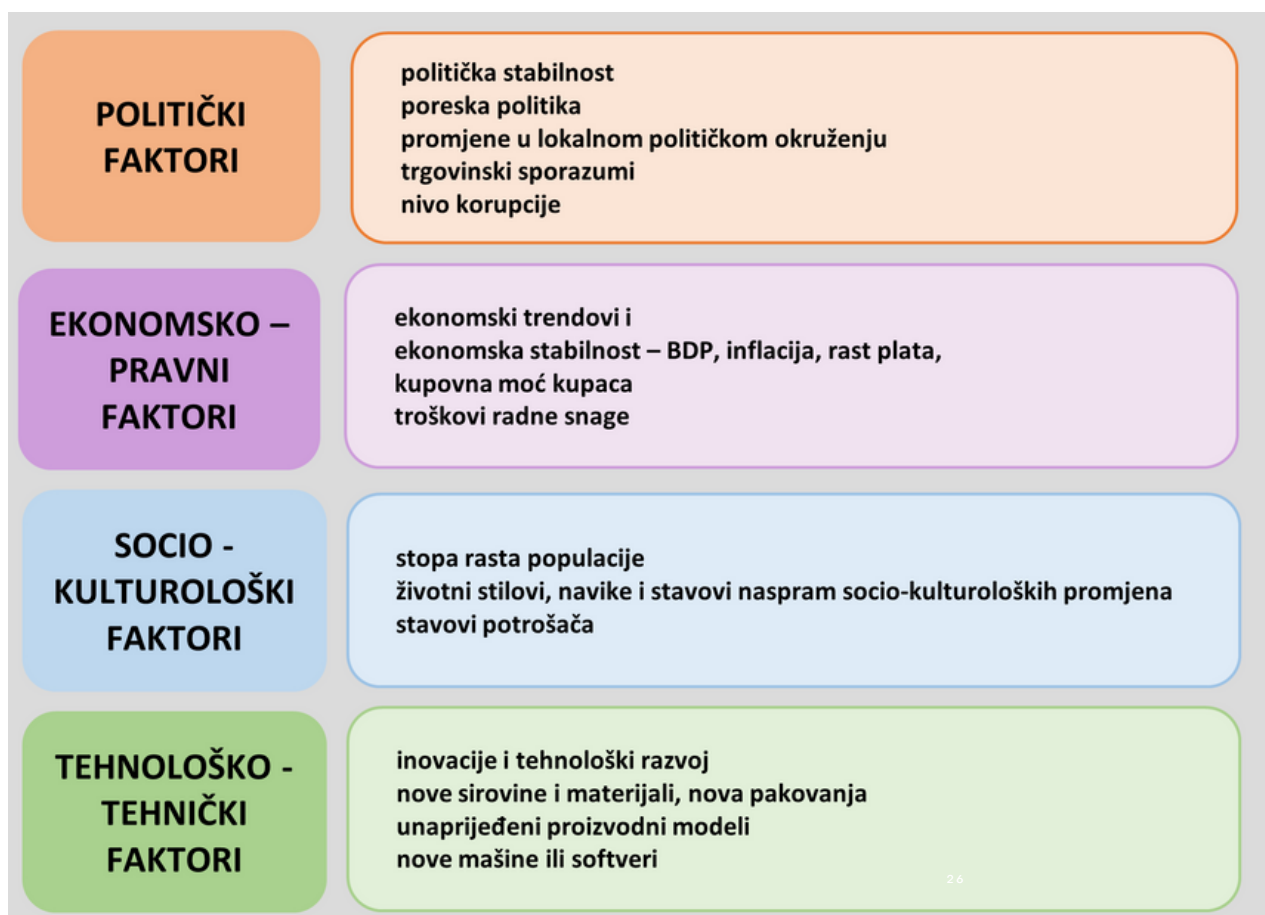 POLITIČKI
FAKTORI
politička stabilnost
poreska politika
promjene u lokalnom političkom okruženju
trgovinski sporazumi
nivo korupcije
EKONOMSKO –
PRAVNI
FAKTORI
ekonomski trendovi i
ekonomska stabilnost – BDP, inflacija, rast plata,
kupovna moć kupaca
troškovi radne snage
SOCIO -
KULTUROLOŠKI
FAKTORI
stopa rasta populacije
životni stilovi, navike i stavovi naspram socio-kulturoloških promjena
stavovi potrošača
TEHNOLOŠKO -
TEHNIČKI
FAKTORI
inovacije i tehnološki razvoj
nove sirovine i materijali, nova pakovanja
unaprijeđeni proizvodni modeli
nove mašine ili softveri
26